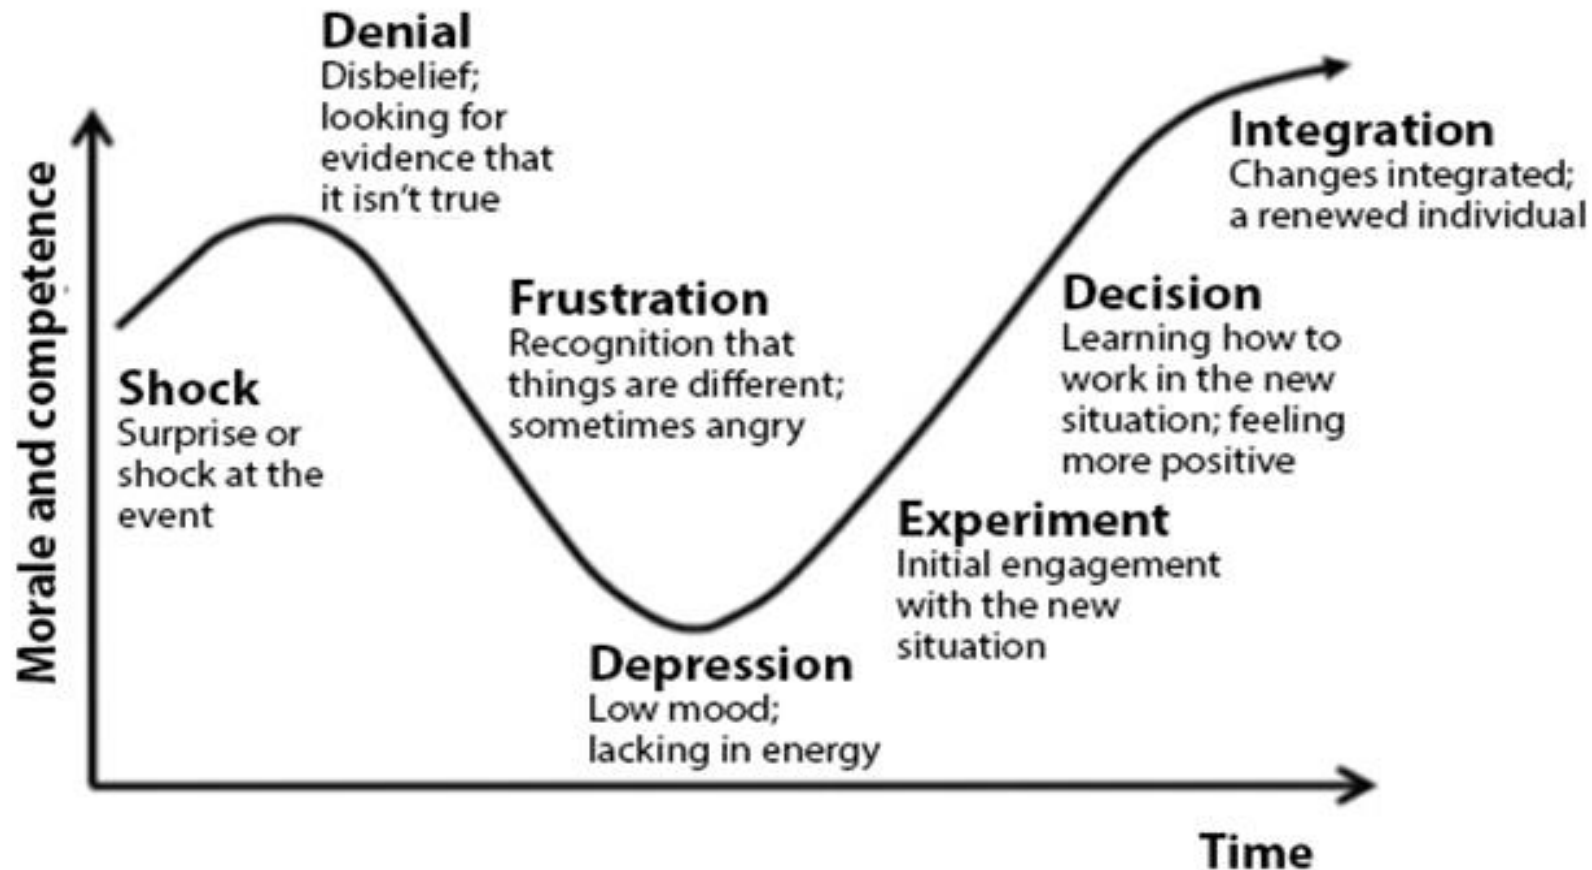 Denial
Disbelief;
looking for
evidence that
it isn't true
Morale and competence
Shock
Surprise or
shock at the
event
Frustration
Recognition that
things are different;
sometimes angry
Depression
Low mood;
lacking in energy
Experiment
Initial engagement
with the new
situation
Decision
Learning how to
work in the new
situation; feeling
more positive
Integration
Changes integrated;
a renewed individual
Time